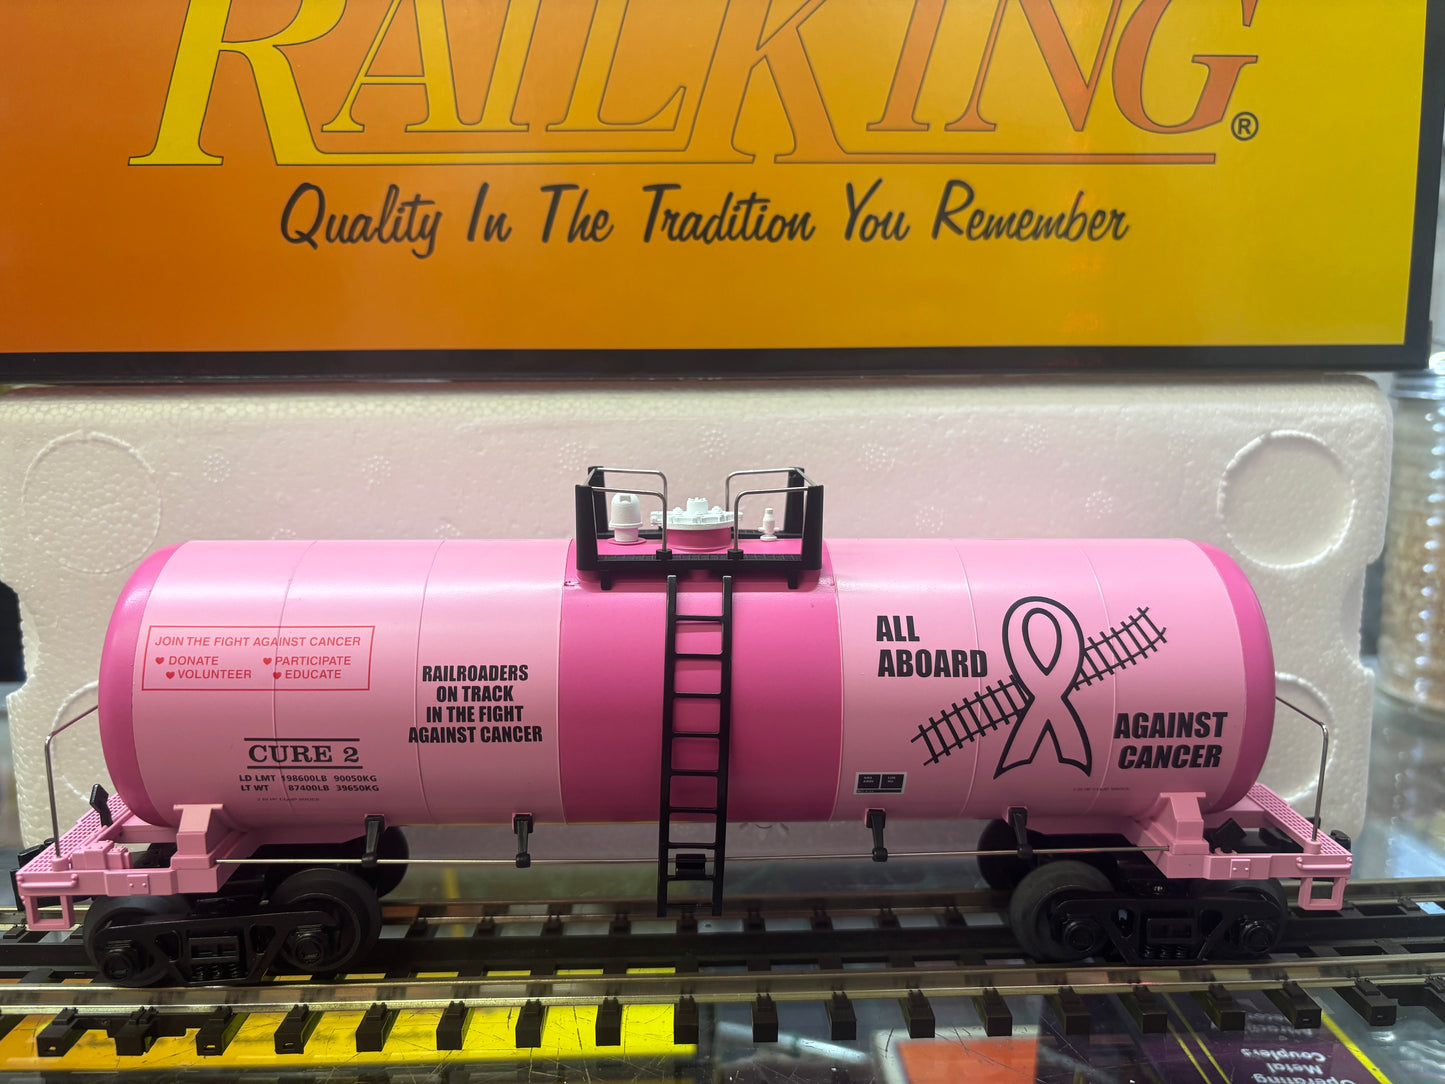 RAILKING®
Quality In The Tradition You Remember
JOIN THE FIGHT AGAINST CANCER
♥ DONATE ♥ PARTICIPATE
♥ VOLUNTEER ♥ EDUCATE
RAILROADERS
ON TRACK
IN THE FIGHT
AGAINST CANCER
CURE 2
LD LMT 198600LB 90050KG
LT WT 87400LB 39650KG
ALL
ABOARD
AGAINST
CANCER
Metal
Couplers